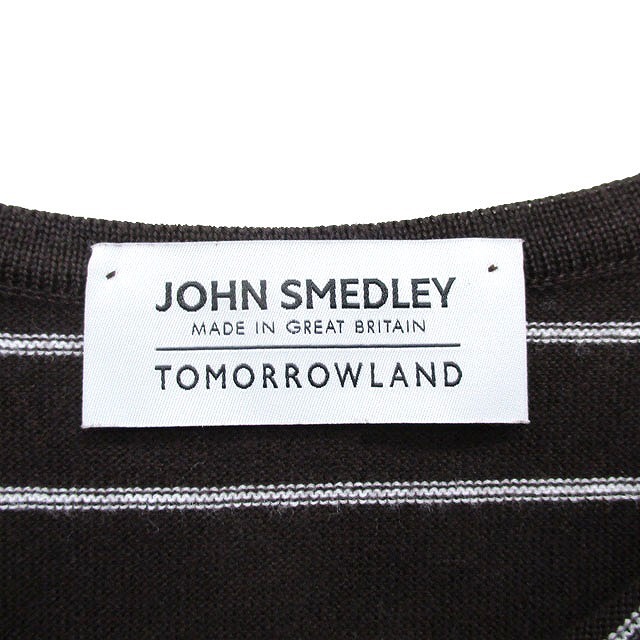 JOHN SMEDLEY
MADE IN GREAT BRITAIN
TOMORROWLAND